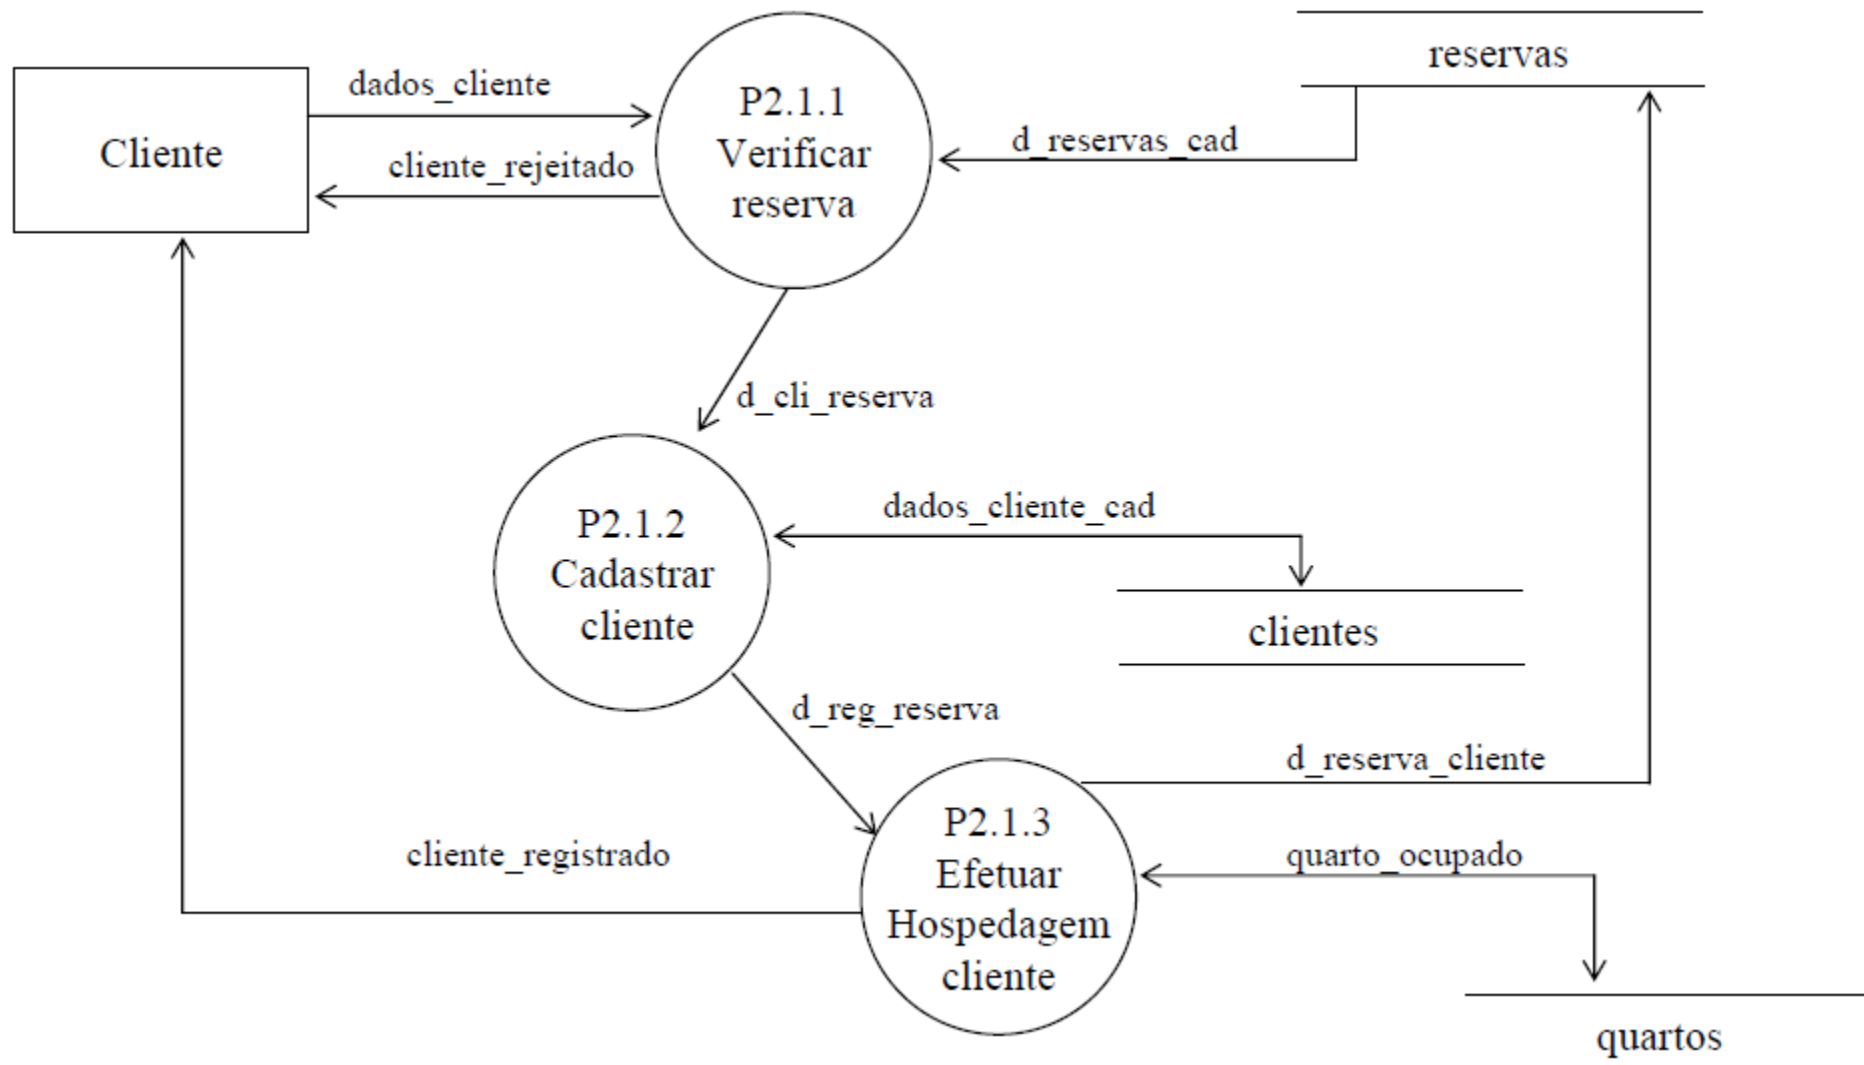 reservas
dados_cliente
P2.1.1
Verificar
reserva
Cliente
d_reservas_cad
cliente_rejeitado
d_cli_reserva
P2.1.2
Cadastrar
cliente
dados_cliente_cad
clientes
d_reg_reserva
d_reserva_cliente
P2.1.3
Efetuar
Hospedagem
cliente
cliente_registrado
quarto_ocupado
quartos